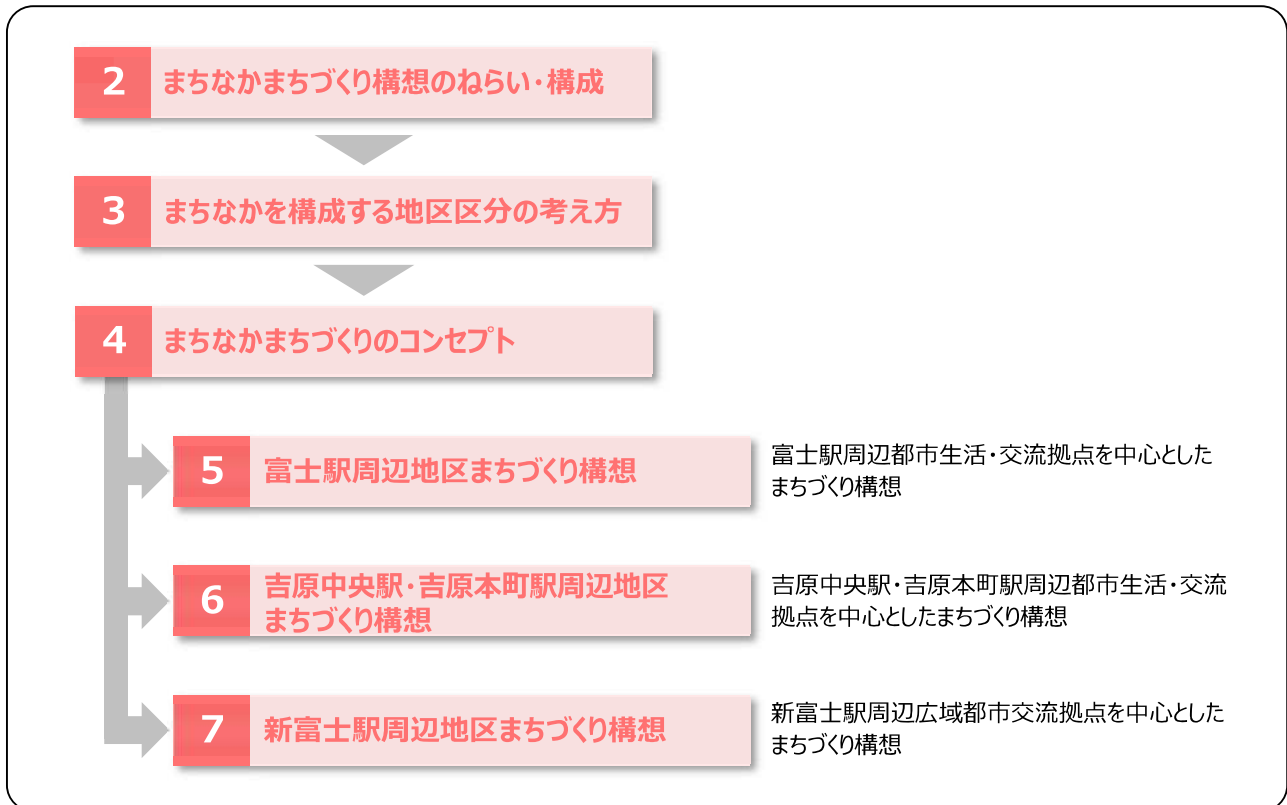 2 まちなかまちづくり構想のねらい・構成
3 まちなかを構成する地区区分の考え方
4 まちなかまちづくりのコンセプト
5 富士駅周辺地区まちづくり構想
富士駅周辺都市生活・交流拠点を中心とした
まちづくり構想
6 吉原中央駅・吉原本町駅周辺地区
まちづくり構想
吉原中央駅・吉原本町駅周辺都市生活・交流
拠点を中心としたまちづくり構想
7 新富士駅周辺地区まちづくり構想
新富士駅周辺広域都市交流拠点を中心とした
まちづくり構想